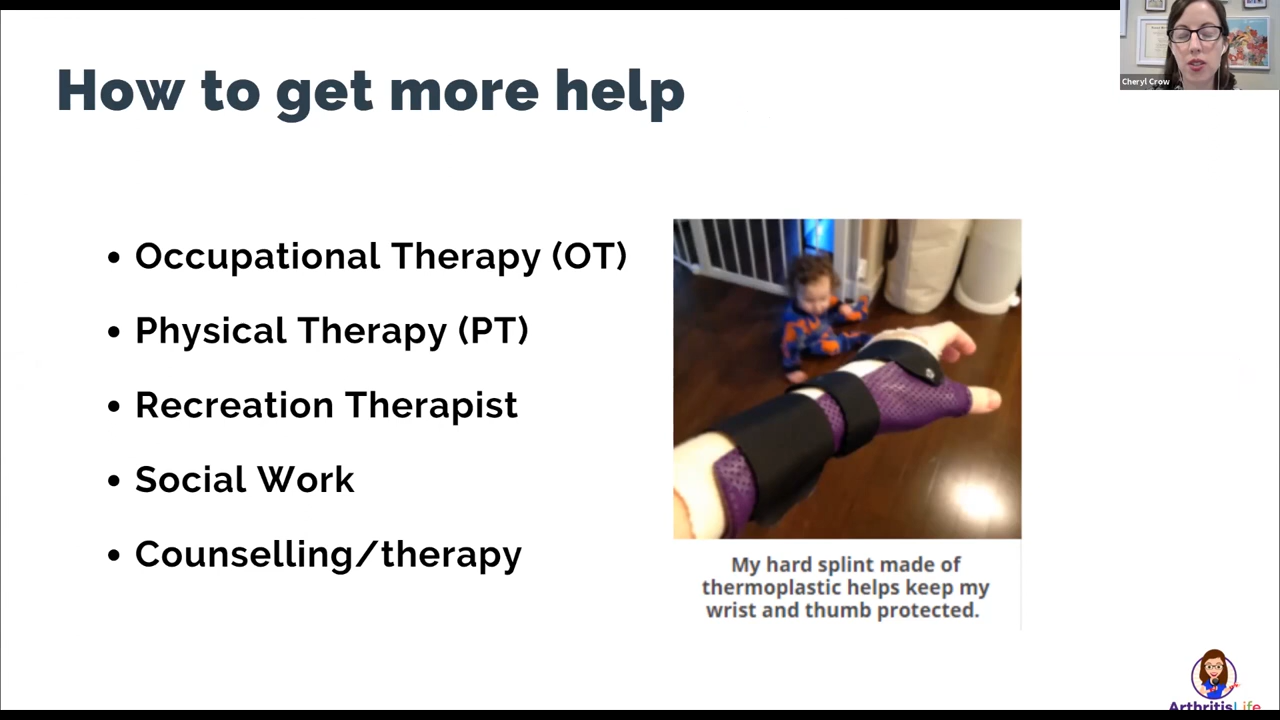 How to get more help
Cheryl Crow
• Occupational Therapy (OT)
• Physical Therapy (PT)
• Recreation Therapist
• Social Work
• Counselling/therapy
My hard splint made of
thermoplastic helps keep my
wrist and thumb protected.
ArthritisLife